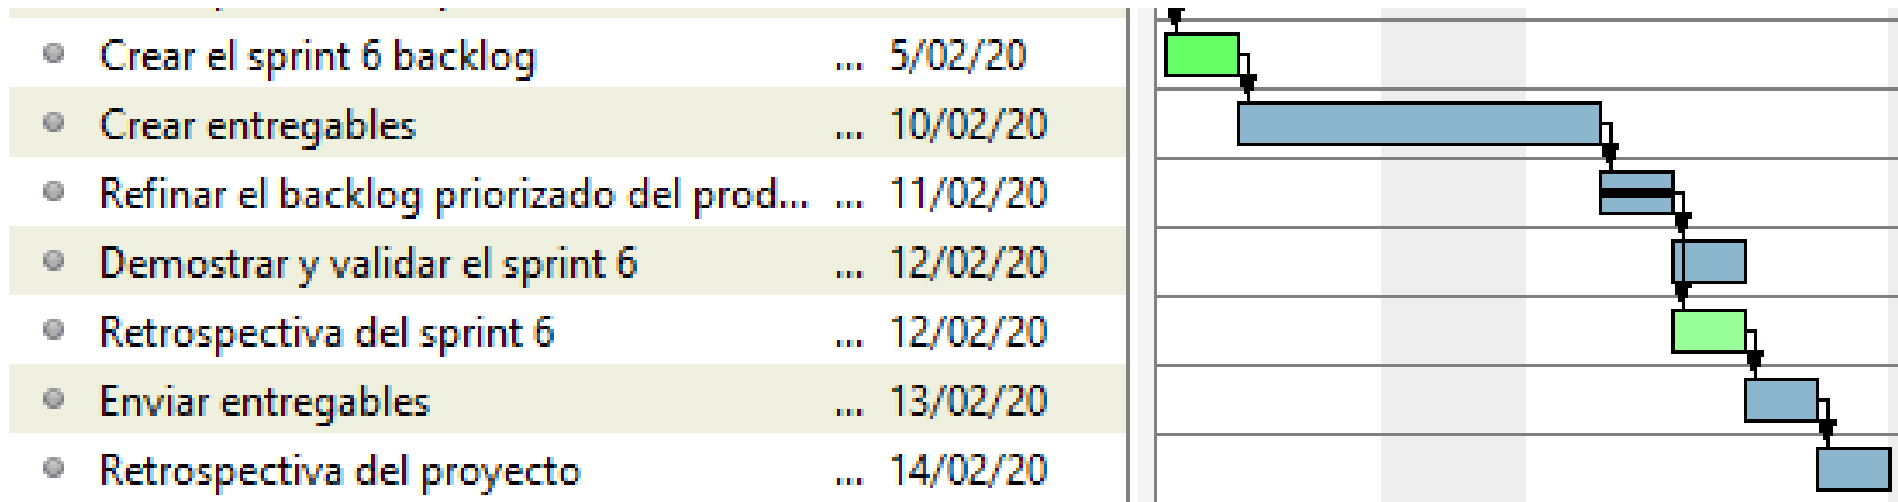 Crear el sprint 6 backlog ... 5/02/20
Crear entregables ... 10/02/20
Refinar el backlog priorizado del prod... ... 11/02/20
Demostrar y validar el sprint 6 ... 12/02/20
Retrospectiva del sprint 6 ... 12/02/20
Enviar entregables ... 13/02/20
Retrospectiva del proyecto ... 14/02/20